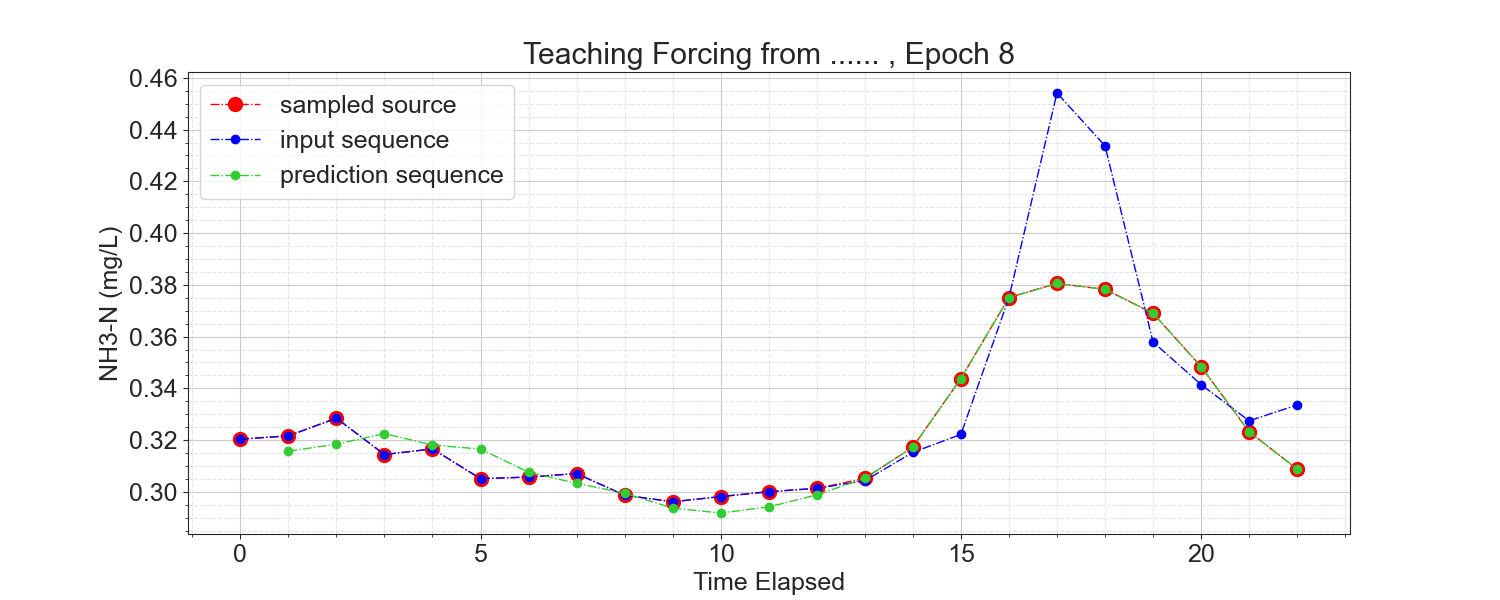 Teaching Forcing from ...... , Epoch 8
sampled source
input sequence
prediction sequence
NH3-N (mg/L)
0.46
0.44
0.42
0.40
0.38
0.36
0.34
0.32
0.30
0 5 10 15 20
Time Elapsed